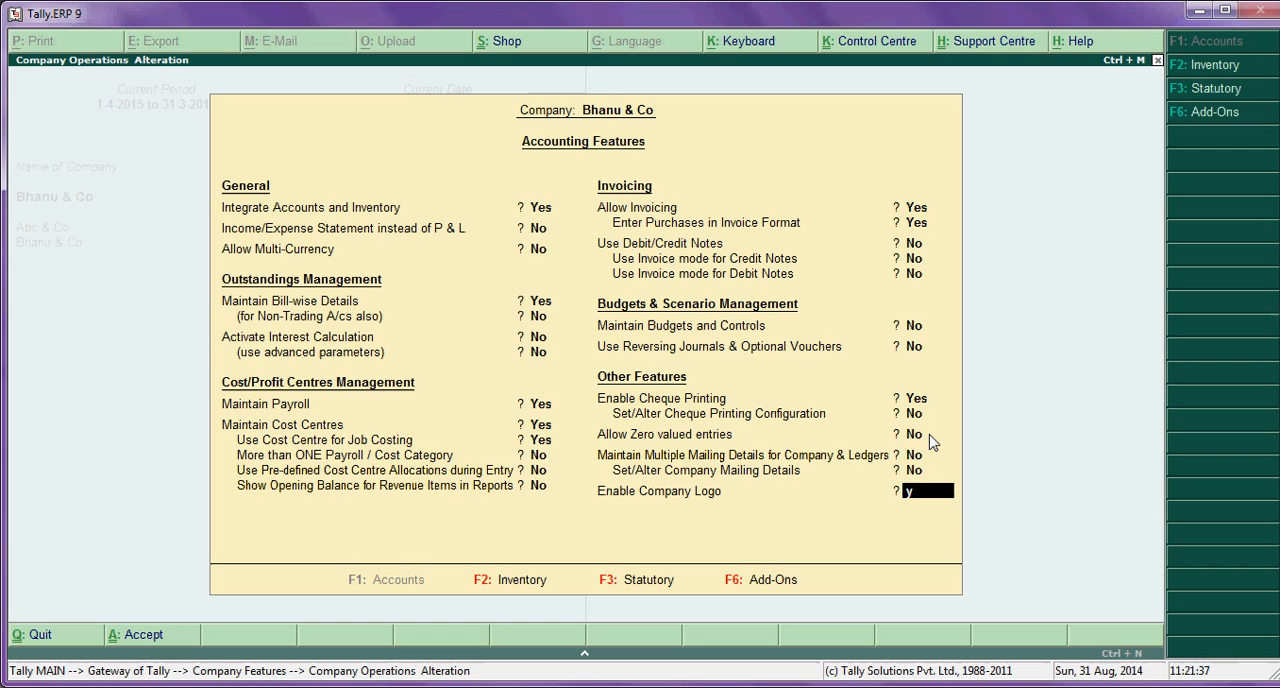 Tally.ERP 9
P: Print E: Export M: E-Mail O: Upload S: Shop G: Language K: Keyboard K: Control Centre H: Support Centre H: Help
F1: Accounts
F2: Inventory
F3: Statutory
F6: Add-Ons
Company Operations Alteration Ctrl + M
Current Period Current Date
1-4-2015 to 31-3-201
Name of Company
Bhanu & Co
Abc & Co
Bhanu & Co
Company: Bhanu & Co
Accounting Features
General
Integrate Accounts and Inventory ? Yes
Income/Expense Statement instead of P & L ? No
Allow Multi-Currency ? No
Outstandings Management
Maintain Bill-wise Details ? Yes
(for Non-Trading A/cs also) ? No
Activate Interest Calculation ? No
(use advanced parameters) ? No
Cost/Profit Centres Management
Maintain Payroll ? Yes
Maintain Cost Centres ? Yes
Use Cost Centre for Job Costing ? Yes
More than ONE Payroll / Cost Category ? No
Use Pre-defined Cost Centre Allocations during Entry ? No
Show Opening Balance for Revenue Items in Reports ? No
Invoicing
Allow Invoicing ? Yes
Enter Purchases in Invoice Format ? Yes
Use Debit/Credit Notes ? No
Use Invoice mode for Credit Notes ? No
Use Invoice mode for Debit Notes ? No
Budgets & Scenario Management
Maintain Budgets and Controls ? No
Use Reversing Journals & Optional Vouchers ? No
Other Features
Enable Cheque Printing ? Yes
Set/Alter Cheque Printing Configuration ? No
Allow Zero valued entries ? No
Maintain Multiple Mailing Details for Company & Ledgers ? No
Set/Alter Company Mailing Details ? No
Enable Company Logo ? y
F1: Accounts F2: Inventory F3: Statutory F6: Add-Ons
Q: Quit A: Accept
Ctrl + N
Tally MAIN --> Gateway of Tally --> Company Features --> Company Operations Alteration (c) Tally Solutions Pvt. Ltd., 1988-2011 Sun, 31 Aug, 2014 11:21:37